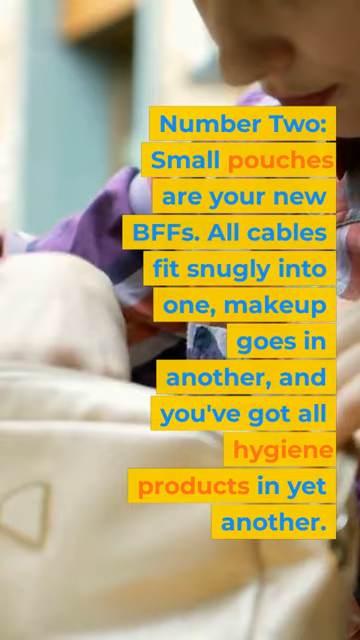 Number Two:
Small pouches
are your new
BFFs. All cables
fit snugly into
one, makeup
goes in
another, and
you've got all
hygiene
products in yet
another.